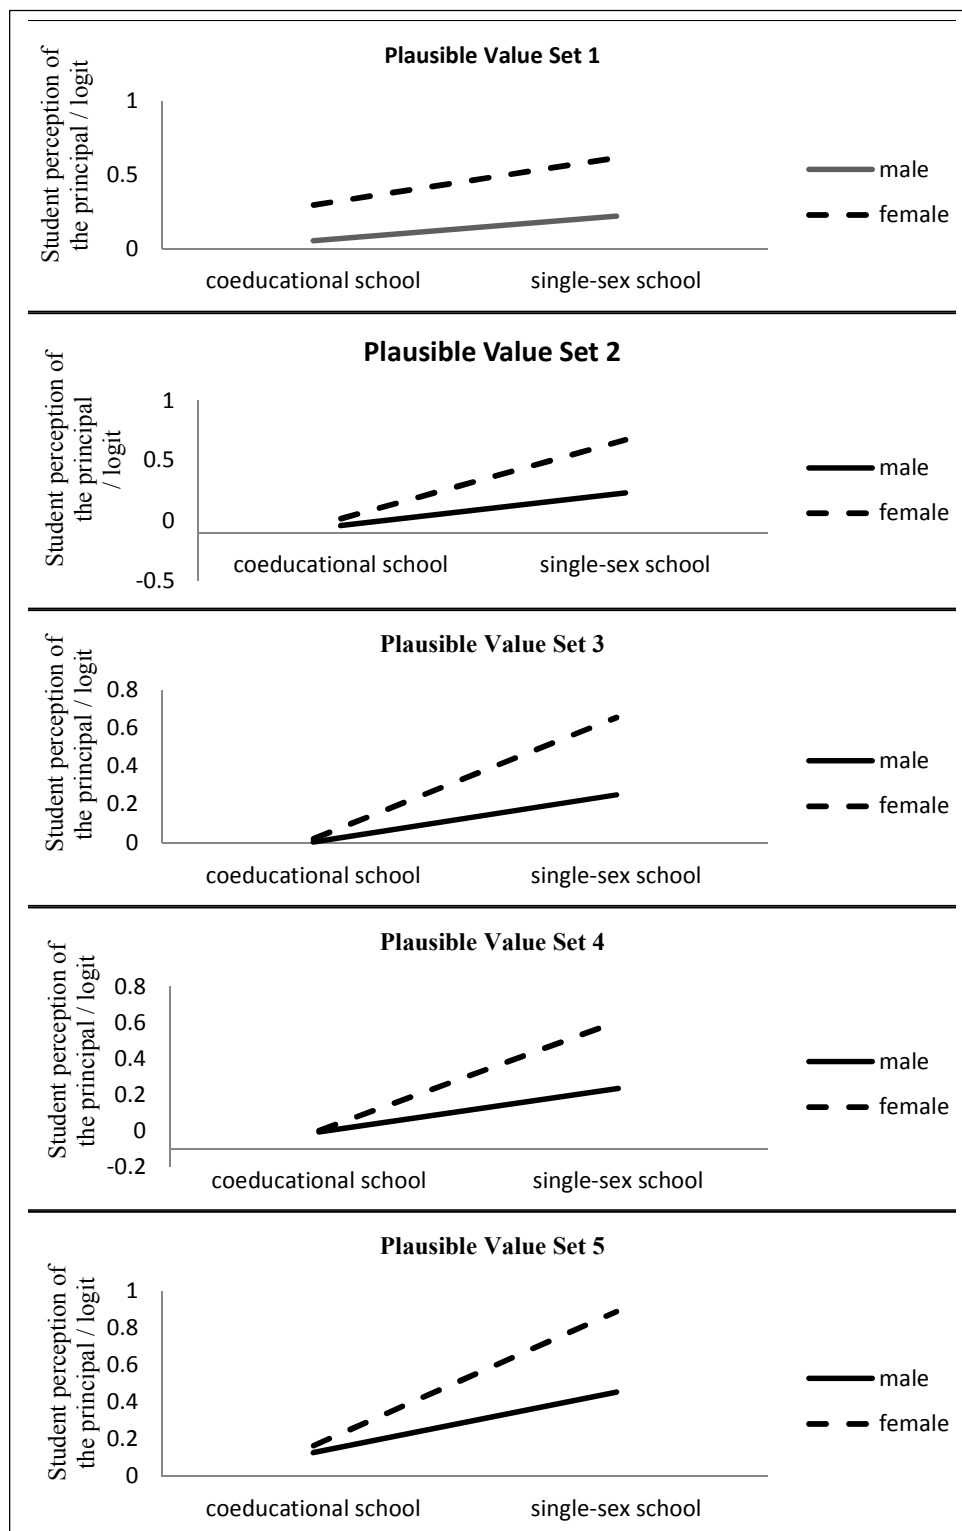 Plausible Value Set 1
Student perception of
the principal / logit
1
0.5
0
coeducational school
single-sex school
male
female
Plausible Value Set 2
Student perception of
the principal
/ logit
1
0.5
0
-0.5
coeducational school
single-sex school
male
female
Plausible Value Set 3
Student perception of
the principal / logit
0.8
0.6
0.4
0.2
0
coeducational school
single-sex school
male
female
Plausible Value Set 4
Student perception of
the principal / logit
0.8
0.6
0.4
0.2
0
-0.2
coeducational school
single-sex school
male
female
Plausible Value Set 5
Student perception of
the principal / logit
1
0.8
0.6
0.4
0.2
0
coeducational school
single-sex school
male
female